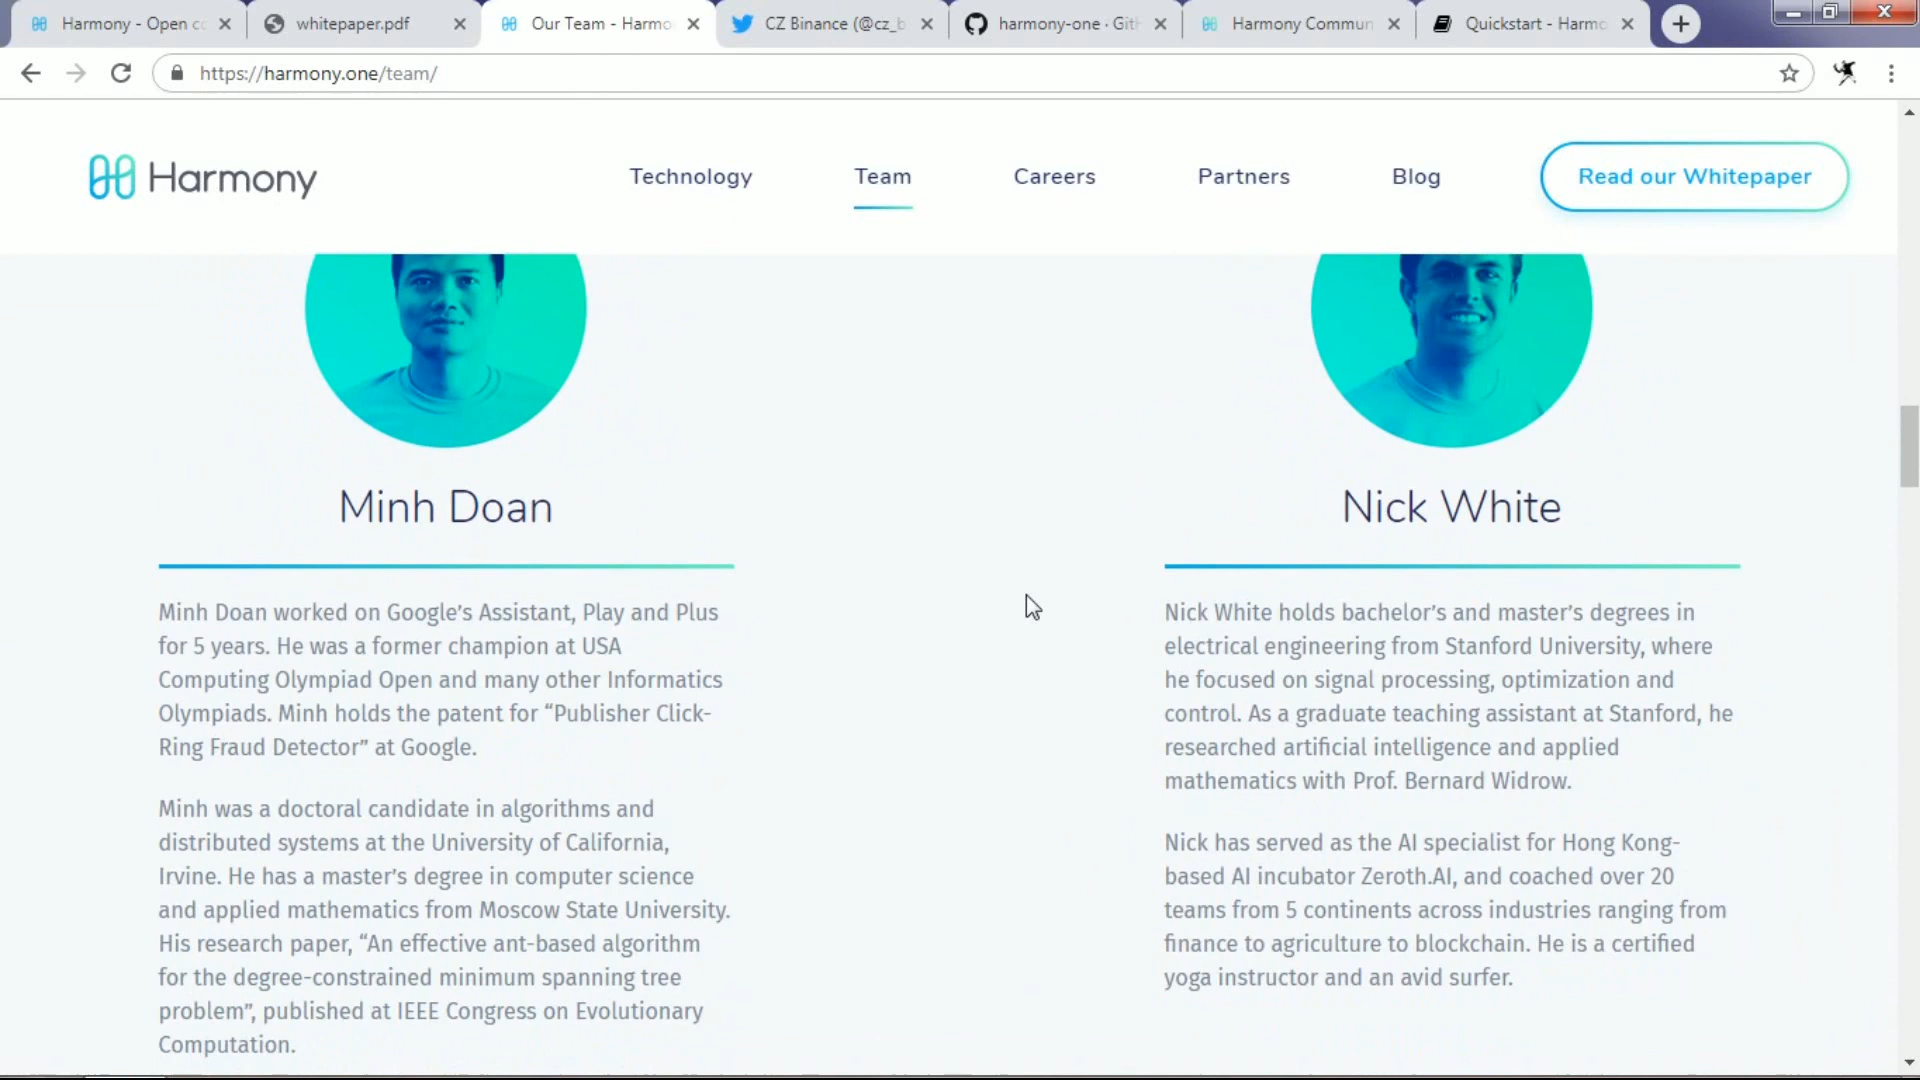 Harmony - Open c
whitepaper.pdf
Our Team - Harmo
CZ Binance (@cz_b
harmony-one · Git
Harmony Commun
Quickstart - Harmo
https://harmony.one/team/
Harmony
Technology
Team
Careers
Partners
Blog
Read our Whitepaper
Minh Doan
Minh Doan worked on Google’s Assistant, Play and Plus
for 5 years. He was a former champion at USA
Computing Olympiad Open and many other Informatics
Olympiads. Minh holds the patent for “Publisher Click-
Ring Fraud Detector” at Google.
Minh was a doctoral candidate in algorithms and
distributed systems at the University of California,
Irvine. He has a master’s degree in computer science
and applied mathematics from Moscow State University.
His research paper, “An effective ant-based algorithm
for the degree-constrained minimum spanning tree
problem”, published at IEEE Congress on Evolutionary
Computation.
Nick White
Nick White holds bachelor’s and master’s degrees in
electrical engineering from Stanford University, where
he focused on signal processing, optimization and
control. As a graduate teaching assistant at Stanford, he
researched artificial intelligence and applied
mathematics with Prof. Bernard Widrow.
Nick has served as the AI specialist for Hong Kong-
based AI incubator Zeroth.AI, and coached over 20
teams from 5 continents across industries ranging from
finance to agriculture to blockchain. He is a certified
yoga instructor and an avid surfer.